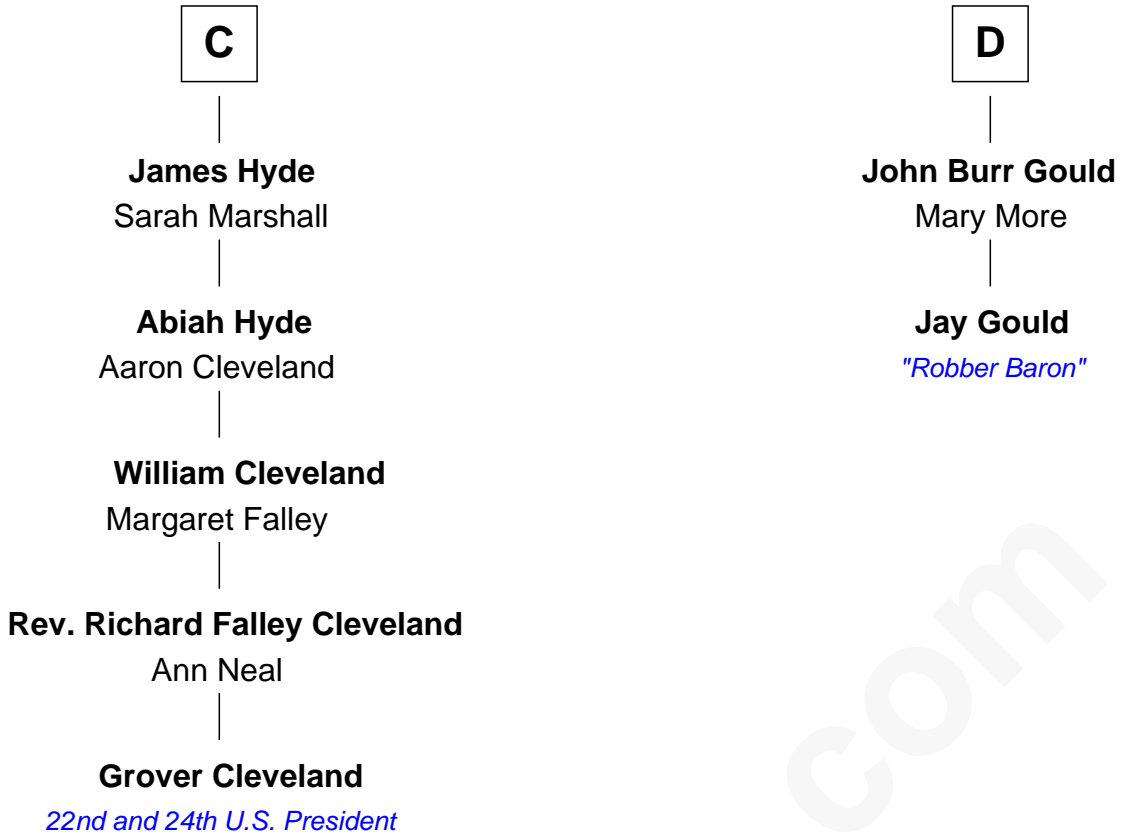 C
James Hyde
Sarah Marshall
Abiah Hyde
Aaron Cleveland
William Cleveland
Margaret Falley
Rev. Richard Falley Cleveland
Ann Neal
Grover Cleveland
22nd and 24th U.S. President
D
John Burr Gould
Mary More
Jay Gould
"Robber Baron"
com